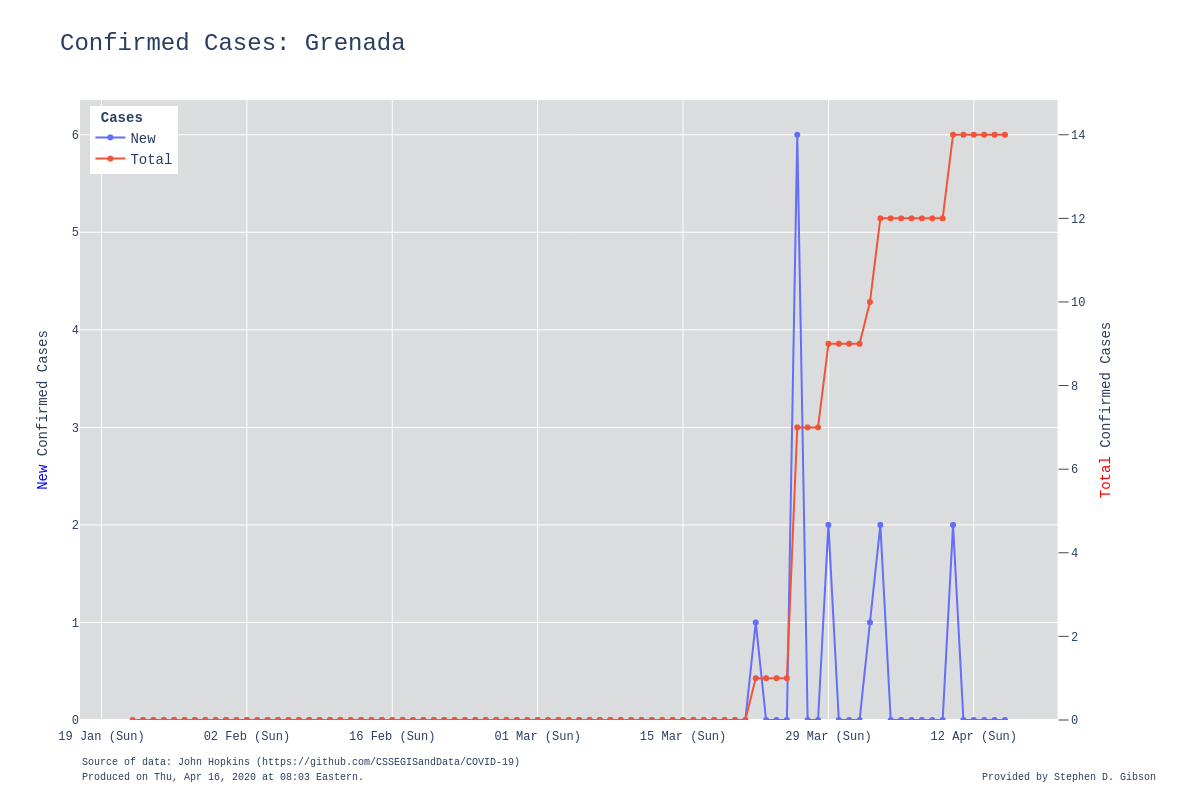 Confirmed Cases: Grenada
Cases
New
Total
6
5
4
3
2
1
0
14
12
10
8
6
4
2
0
New Confirmed Cases
Total Confirmed Cases
19 Jan (Sun)
02 Feb (Sun)
16 Feb (Sun)
01 Mar (Sun)
15 Mar (Sun)
29 Mar (Sun)
12 Apr (Sun)
Source of data: John Hopkins (https://github.com/CSSEGISandData/COVID-19)
Produced on Thu, Apr 16, 2020 at 08:03 Eastern.
Provided by Stephen D. Gibson